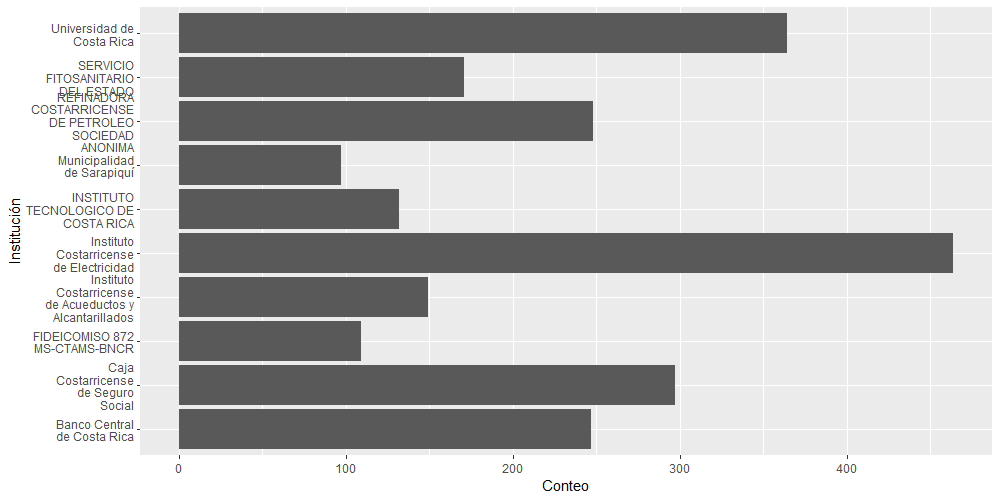 Universidad de
Costa Rica
SERVICIO
FITOSANITARIO
DEL ESTADO
REFINADORA
COSTARRICENSE
DE PETROLEO
SOCIEDAD
ANONIMA
Municipalidad
de Sarapiquí
INSTITUTO
TECNOLOGICO DE
COSTA RICA
Instituto
Costarricense
de Electricidad
Instituto
Costarricense
de Acueductos y
Alcantarillados
FIDEICOMISO 872
MS-CTAMS-BNCR
Caja
Costarricense
de Seguro
Social
Banco Central
de Costa Rica
Institución
0 100 200 300 400
Conteo